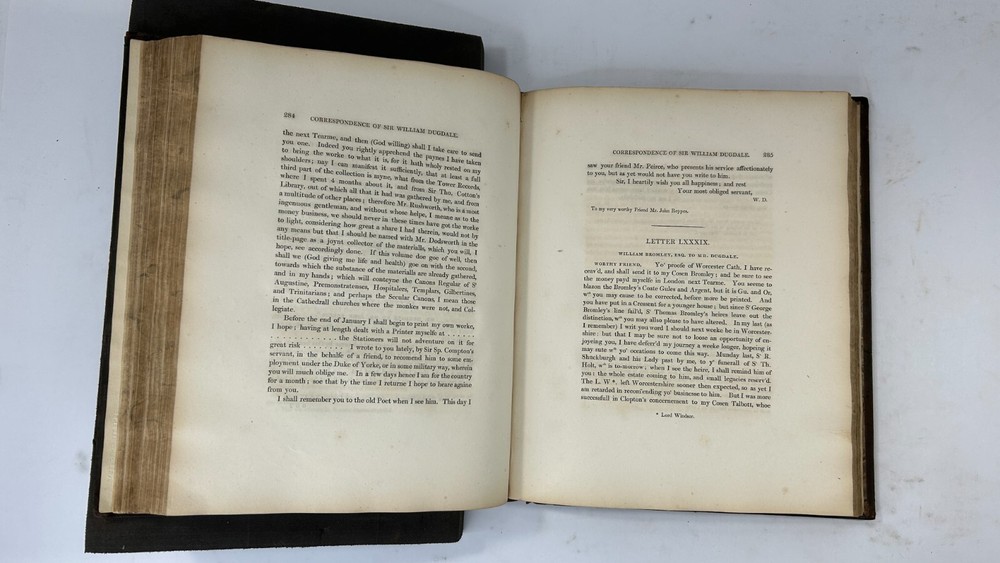 284 CORRESPONDENCE OF SIR WILLIAM DUGDALE.
the next Tearme, and then (God willing) shall I take care to send
you one. Indeed you rightly apprehend the paynes I have taken
to bring the worke to what it is, for it hath wholy rested on my
shoulders; nay I can manifest it sufficiently, that at least a full
third part of the collection is myne, what from the Tower Records,
where I spent 4 months about it, and from Sir Tho. Cotton's
Library, out of which all that it had was gathered by me, and from
a multitude of other places; therefore Mr. Rushworth, who is a most
ingenuous gentleman, and without whose helpe, I meane as to the
money business, we should never in these times have got the worke
to light, considering how great a share I had therein, would not by
any means but that I should be named with Mr. Dodsworth in the
title-page as a joynt collector of the materialls, which you will, I
hope, see accordingly done. If this volume doe goe of well, then
shall we (God giving me life and health) goe on with the second,
towards which the substance of the materialls are already gathered,
and in my hands; which will conteyne the Canons Regular of St
Augustine, Premonstratenses, Hospitalers, Templars, Gilbertines,
and Trinitarians; and perhaps the Secular Canons, I mean those
in the Cathedrall churches where the monkes were not, and Col-
legiate.
Before the end of January I shall begin to print my own worke,
I hope; having at length dealt with a Printer myselfe at . . . . . .
. . . . . . . . . . . . . . the Stationers will not adventure on it for
great risk . . . . . . . . . . I wrote to you lately, by Sir Sp. Compton's
servant, in the behalfe of a friend, to recommend him to some em-
ployment under the Duke of Yorke, or in some military way, wherein
you will much oblige me. In a few days hence I am for the country
for a month; see that by the time I returne I hope to heare againe
from you.
I shall remember you to the old Poet when I see him. This day I
CORRESPONDENCE OF SIR WILLIAM DUGDALE. 285
saw your friend Mr. Peirce, who presents his service affectionately
to you, but as yet would not have you write to him.
Sir, I heartily wish you all happiness; and rest
Your most obliged servant,
W. D.
To my very worthy Friend Mr. John Reppes.
LETTER LXXXIX.
WILLIAM BROMLEY, ESQ. TO MR. DUGDALE.
WORTHY FRIEND, Yor proofs of Worcester Cath. I have re-
ceiv'd, and shall send it to my Cosen Bromley; and be sure to see
the money payd myselfe in London next Tearme. You seeme to
blazon the Bromley's Coate Gules and Argent, but it is Gu. and Or,
wch you may cause to be corrected, before more be printed. And
you have put in a Cressent for a younger house; but since Sr George
Bromley's line fail'd, Sr Thomas Bromley's heires leave out the
distinction, wch you may also please to have altered. In my last (as
I remember) I writ you word I should next weeke be in Worcester-
shire: but that I may be sure not to loose an opportunity of en-
joyeing you, I have deferr'd my journey a weeke longer, hoping it
may sute wth yor occations to come this way. Munday last, Sr R.
Shuckburgh and his Lady past by me, to ye funerall of Sr Th.
Holt, wch is to-morrow; when I see the heire, I shall remind him of
you: the whole estate coming to him, and small legacies reserv'd.
The L. W*. left Worcestershire sooner then expected, so as yet I
am retarded in recom'ending yor businesse to him. But I was more
successfull in Clopton's concernement to my Cosen Talbott, whoe
* Lord Windsor.